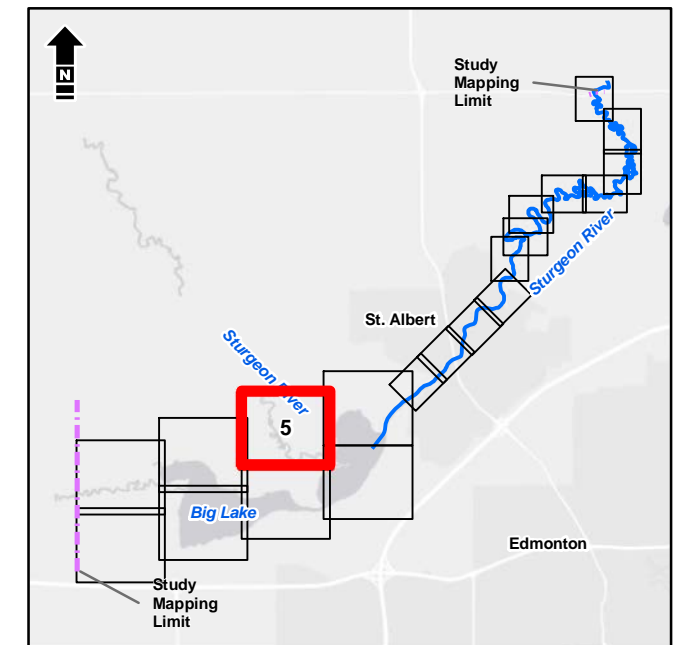 N
Study
Mapping
Limit
Sturgeon River
St. Albert
Sturgeon River
5
Big Lake
Edmonton
Study
Mapping
Limit